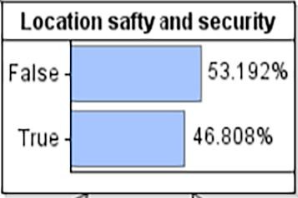 Location safty and security
False 53.192%
True 46.808%